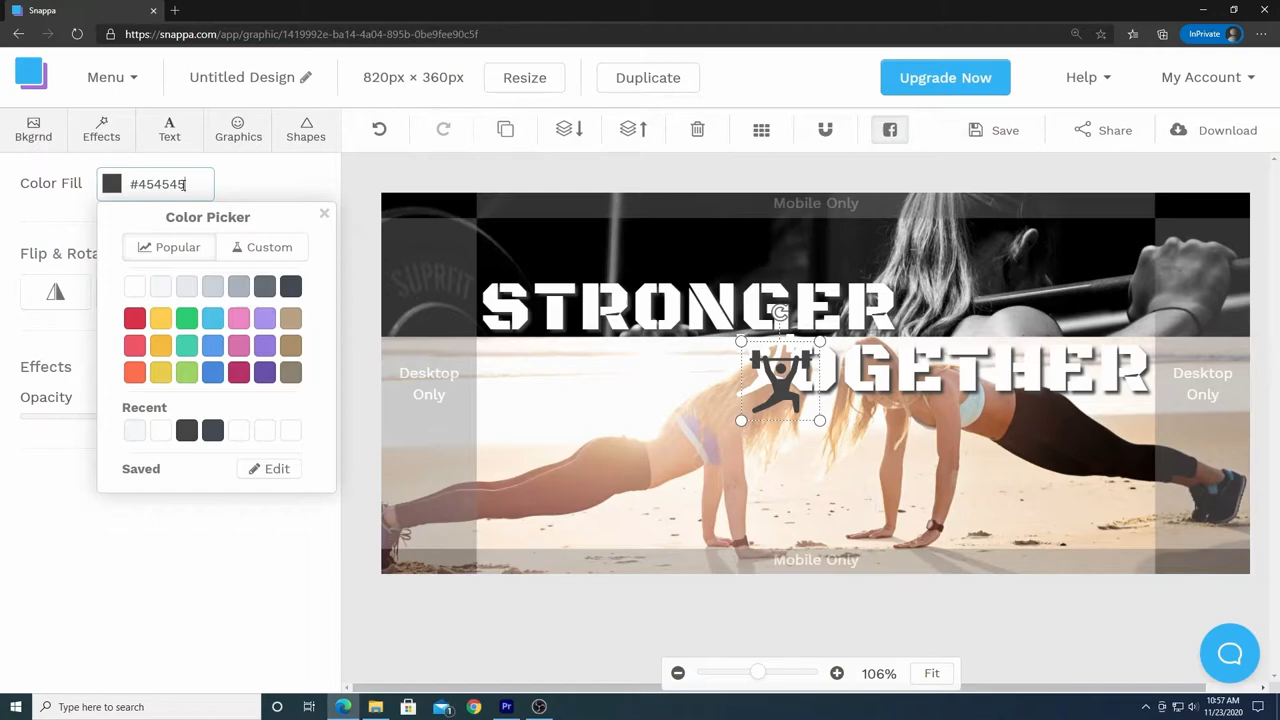 Snappa
https://snappa.com/app/graphic/1419992e-ba14-4a04-895b-0be9fee90c5f
InPrivate
Menu
Untitled Design
820px × 360px
Resize
Duplicate
Upgrade Now
Help
My Account
Bkgrnd
Effects
Text
Graphics
Shapes
Save
Share
Download
Color Fill
#454545
Color Picker
Popular
Custom
Flip & Rota
Effects
Opacity
Recent
Saved
Edit
Mobile Only
SUPRFIT
STRONGER
TOGETHER
Desktop
Only
Desktop
Only
Mobile Only
106%
Fit
Type here to search
10:57 AM
11/23/2020